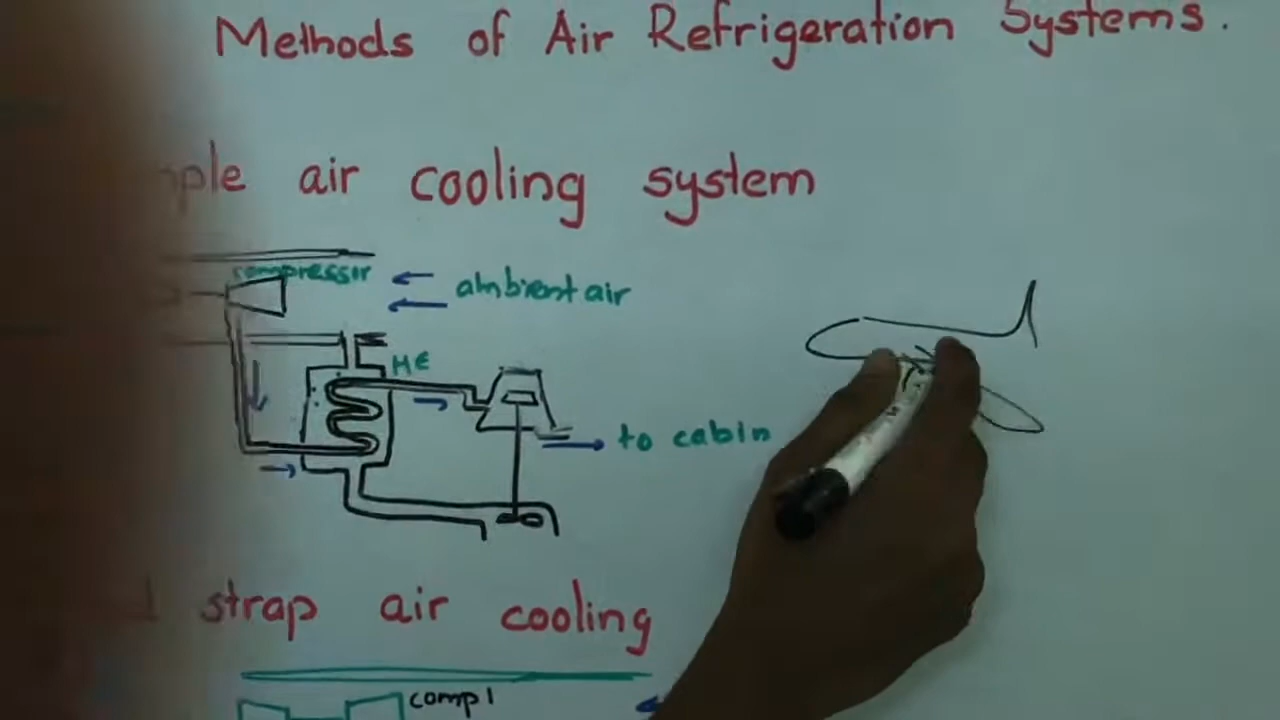 Methods of Air Refrigeration Systems.
air cooling system
compressor
ambient air
HE
to cabin
strap air cooling
comp 1